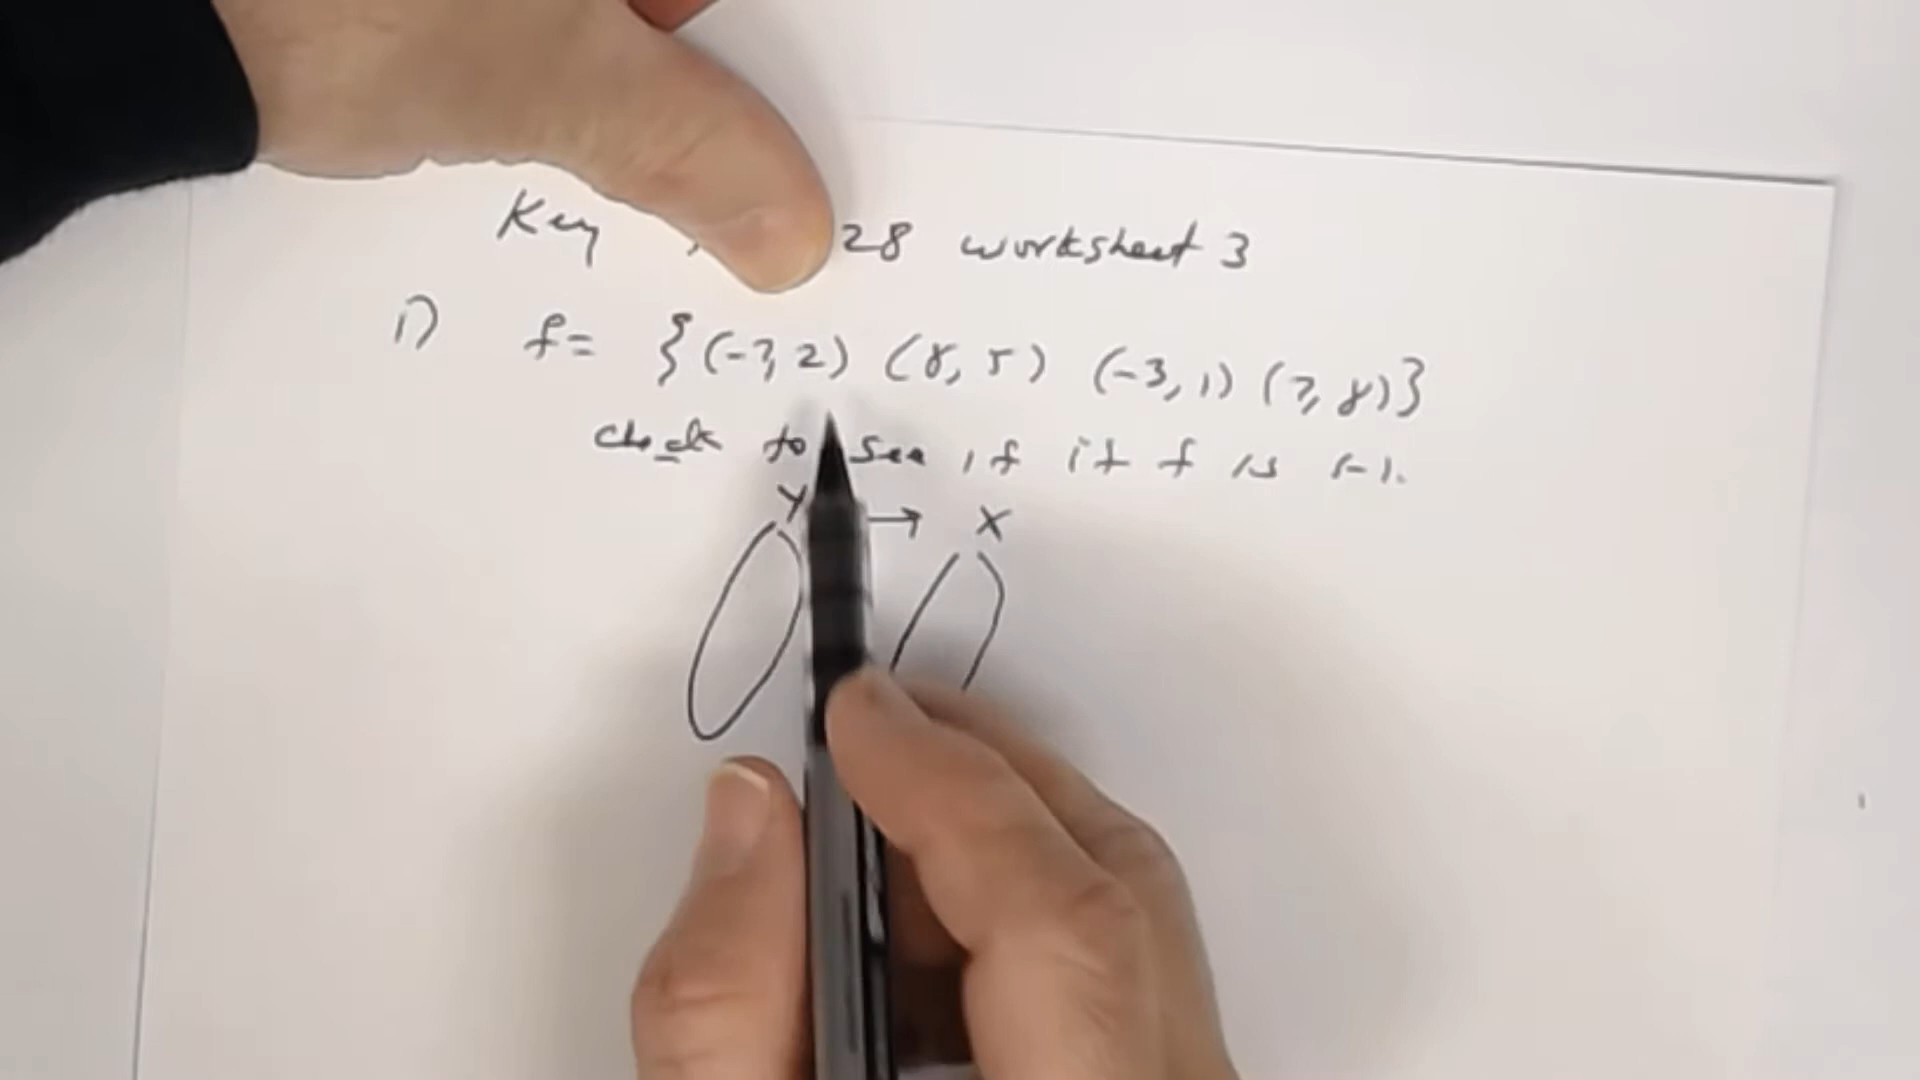 Key 28 worksheet 3
1) f= {(-7,2) (8,5) (-3,1) (7,8)}
check to see if it f is 1-1.
Y → X